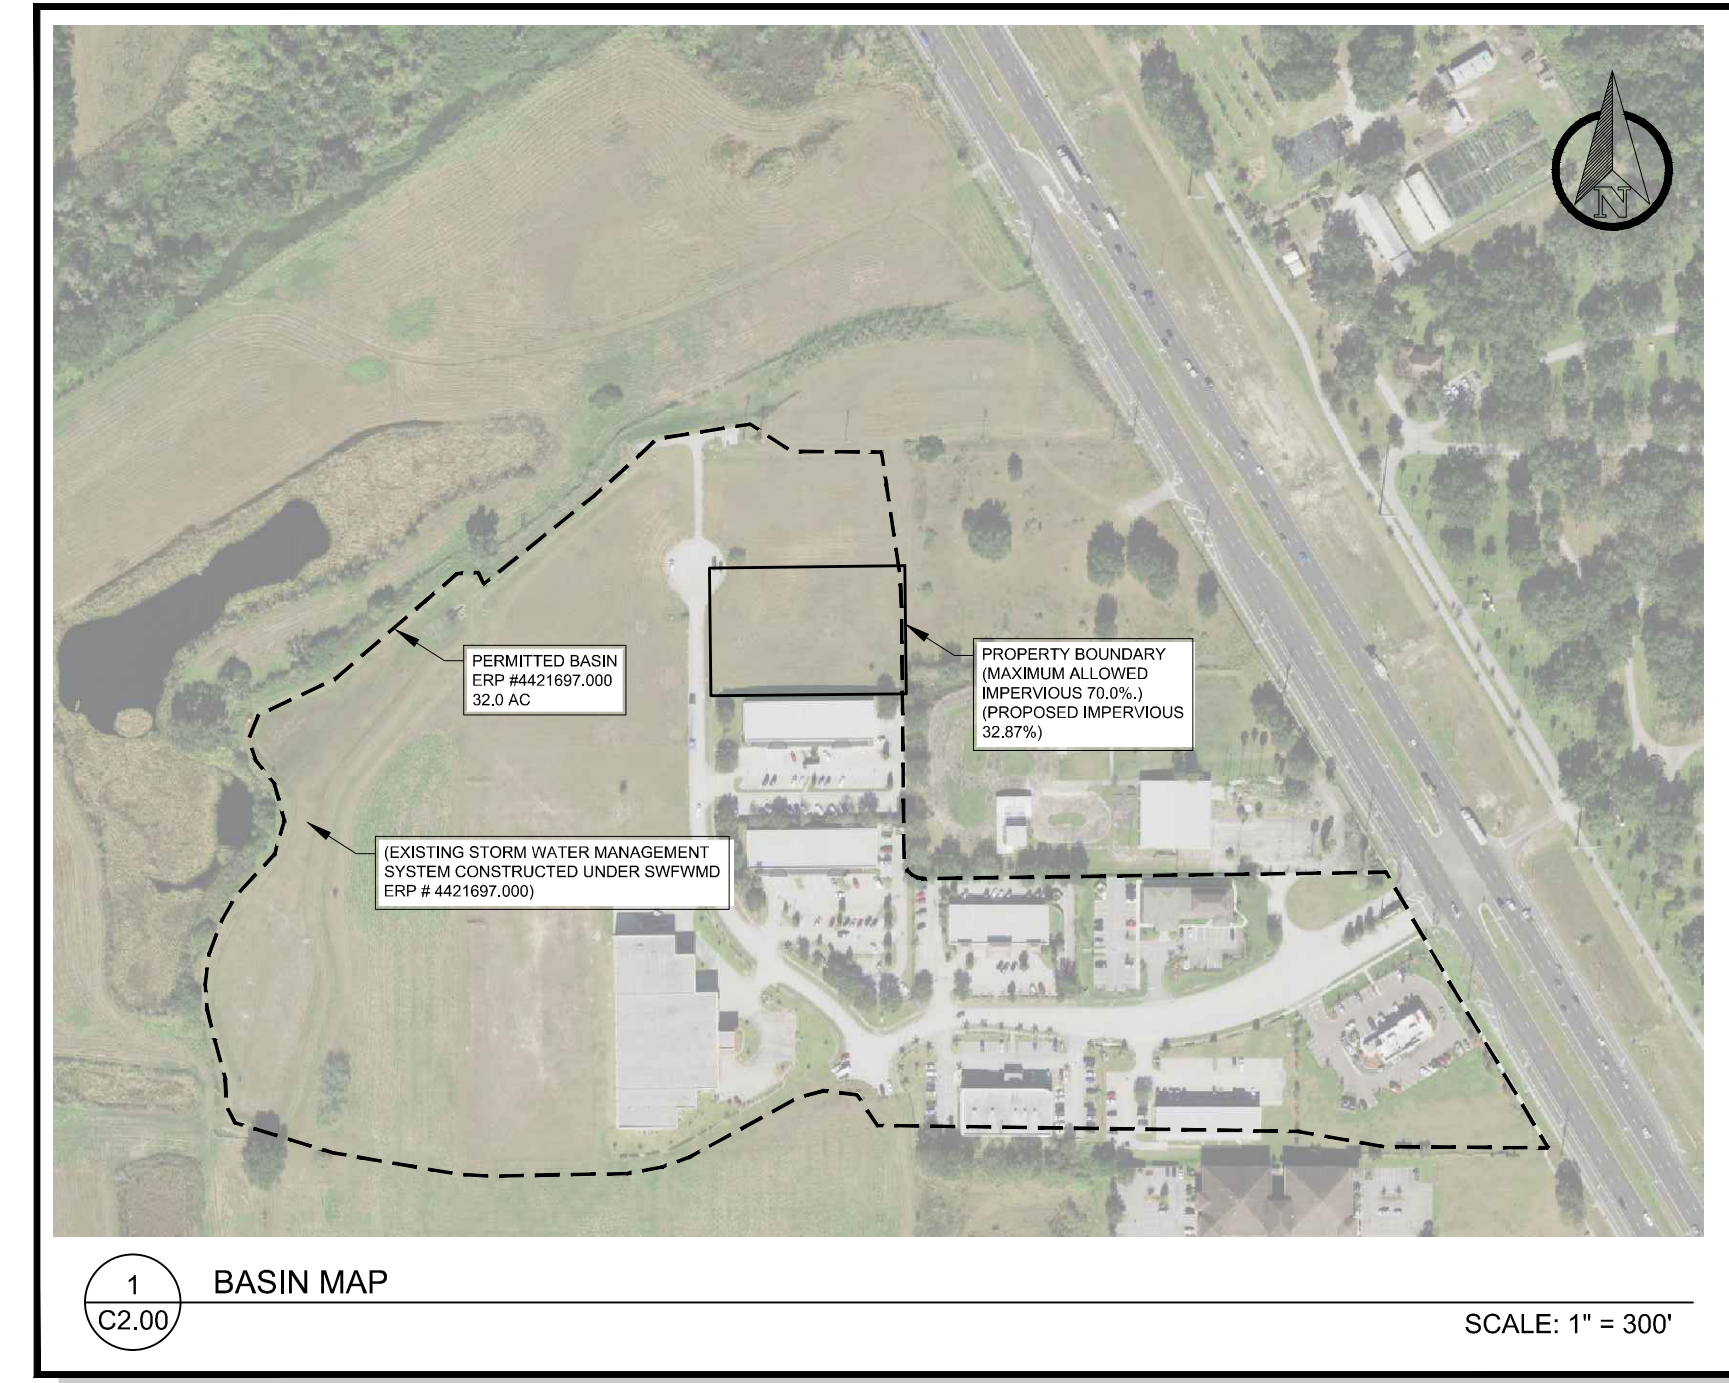 N
PERMITTED BASIN
ERP #4421697.000
32.0 AC
PROPERTY BOUNDARY
(MAXIMUM ALLOWED
IMPERVIOUS 70.0%.)
(PROPOSED IMPERVIOUS
32.87%)
(EXISTING STORM WATER MANAGEMENT
SYSTEM CONSTRUCTED UNDER SWFWMD
ERP # 4421697.000)
1
C2.00
BASIN MAP
SCALE: 1" = 300'